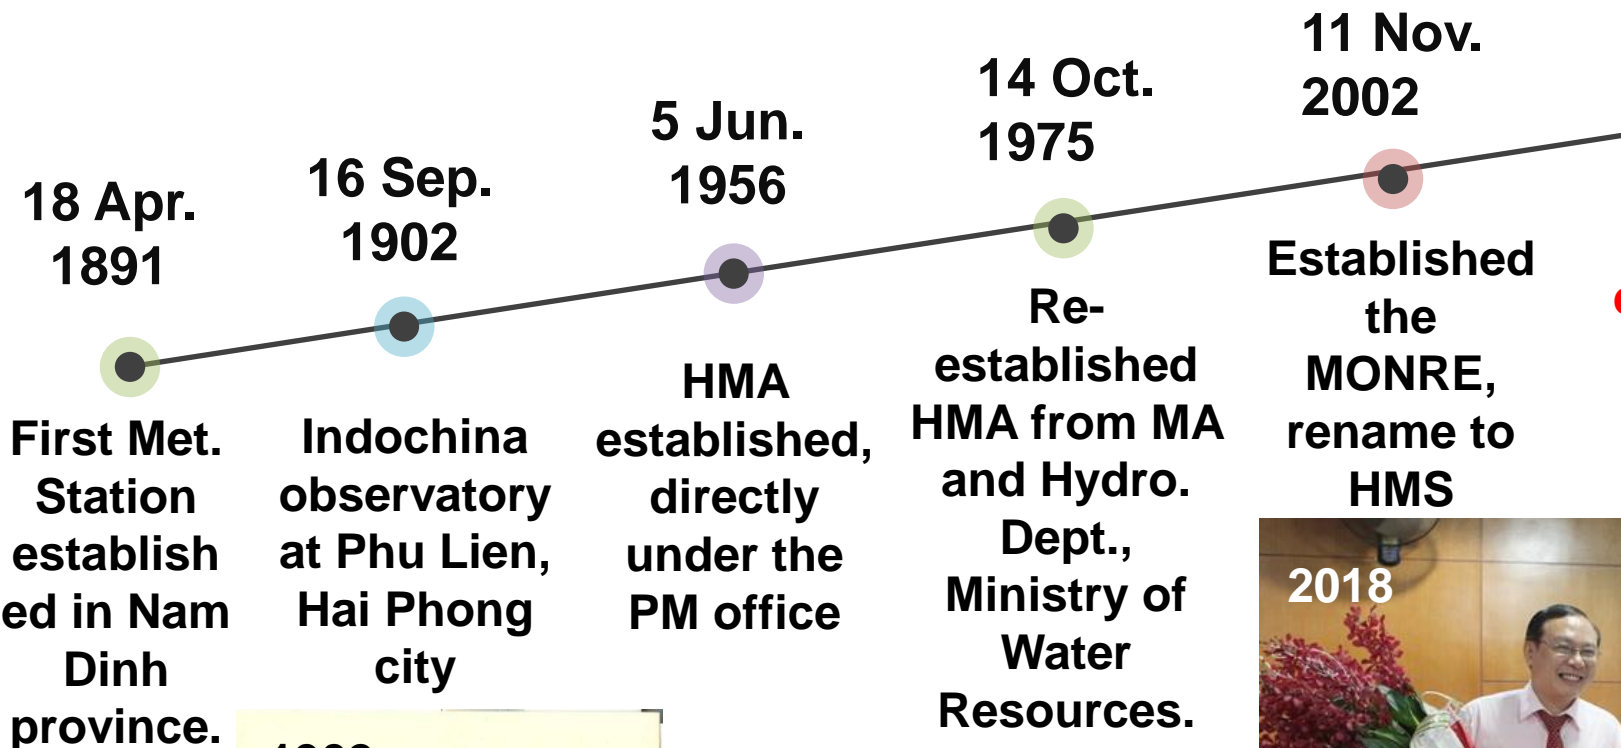 18 Apr.
1891
First Met.
Station
establish
ed in Nam
Dinh
province.
16 Sep.
1902
Indochina
observatory
at Phu Lien,
Hai Phong
city
5 Jun.
1956
HMA
established,
directly
under the
PM office
14 Oct.
1975
Re-
established
HMA from MA
and Hydro.
Dept.,
Ministry of
Water
Resources.
11 Nov.
2002
Established
the
MONRE,
rename to
HMS
2018